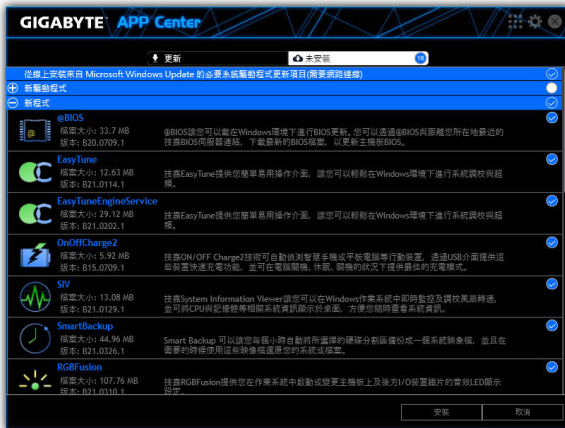 GIGABYTE APP Center
更新
未安裝 18
從線上安裝來自 Microsoft Windows Update 的必要系統驅動程式更新項目(需要網路連線)
新驅動程式
新程式
@BIOS
檔案大小: 33.7 MB
版本: B20.0709.1
@BIOS讓您可以戴在Windows環境下進行BIOS更新。您可以透過@BIOS與距離您所在地最近的
技嘉BIOS伺服器連結，下載最新的BIOS檔案，以更新主機板BIOS。
EasyTune
檔案大小: 12.63 MB
版本: B21.0114.1
技嘉EasyTune提供您簡單易用操作介面，讓您可以輕鬆在Windows環境下進行系統調校與超
頻。
EasyTuneEngineService
檔案大小: 29.12 MB
版本: B21.0202.1
技嘉EasyTune提供您簡單易用操作介面，讓您可以輕鬆在Windows環境下進行系統調校與超
頻。
OnOffCharge2
檔案大小: 5.92 MB
版本: B15.0709.1
技嘉ON/OFF Charge2技術可自動偵測智慧手機或平板電腦等行動裝置，透過USB介面提供這
些裝置快速充電功能，並可在電腦關機、休眠、關機的狀況下提供最佳的充電模式。
SIV
檔案大小: 13.08 MB
版本: B21.0129.1
技嘉System Information Viewer讓您可以在Windows作業系統中即時監控及調校風扇轉速，
並可將CPU與記憶體等相關系統資訊顯示於桌面，方便您隨時查看系統資訊。
SmartBackup
檔案大小: 44.96 MB
版本: B21.0326.1
Smart Backup 可以讓您每個小時自動將所選擇的硬碟分割區備份成一個系統映像檔，並且在
需要的時候使用這些映像檔還原您的系統或檔案。
RGBFusion
檔案大小: 107.76 MB
版本: B21.0310.1
技嘉RGBFusion提供您在作業系統中啟動或變更主機板上及後方I/O裝置鐵片的音效LED顯示
設定。
安裝
取消